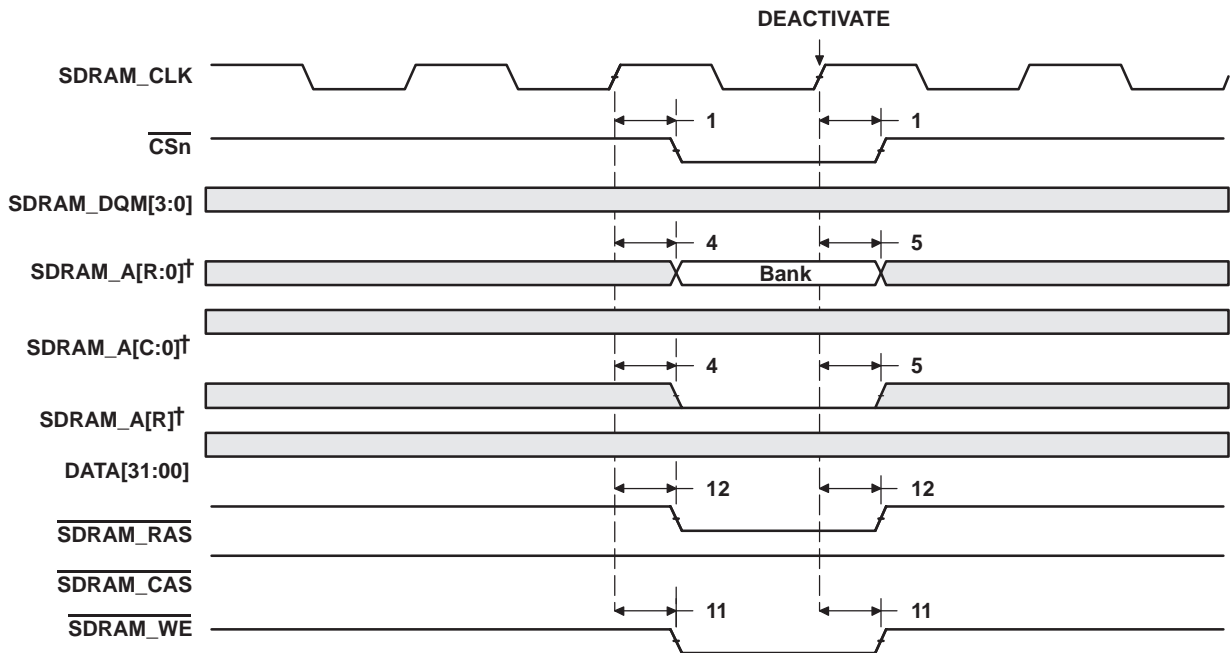 DEACTIVATE
SDRAM_CLK
1 1
CSn
SDRAM_DQM[3:0]
4 5
SDRAM_A[R:0]† Bank
SDRAM_A[C:0]†
4 5
SDRAM_A[R]†
DATA[31:00]
12 12
SDRAM_RAS
SDRAM_CAS
11 11
SDRAM_WE